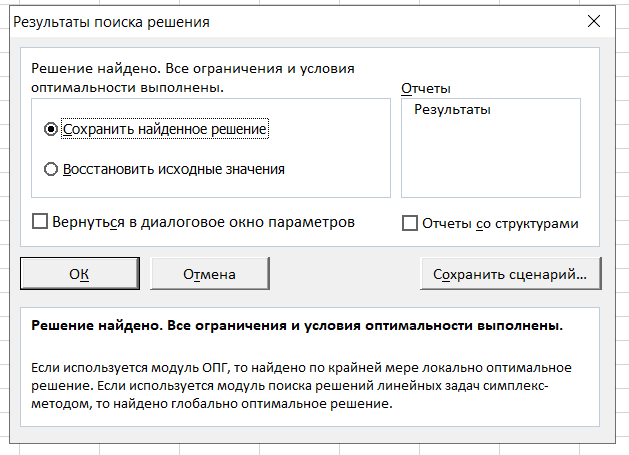 Результаты поиска решения
Решение найдено. Все ограничения и условия
оптимальности выполнены.
Отчеты
Результаты
Сохранить найденное решение
Восстановить исходные значения
Вернуться в диалоговое окно параметров
Отчеты со структурами
ОК
Отмена
Сохранить сценарий...
Решение найдено. Все ограничения и условия оптимальности выполнены.
Если используется модуль ОПГ, то найдено по крайней мере локально оптимальное
решение. Если используется модуль поиска решений линейных задач симплекс-
методом, то найдено глобально оптимальное решение.